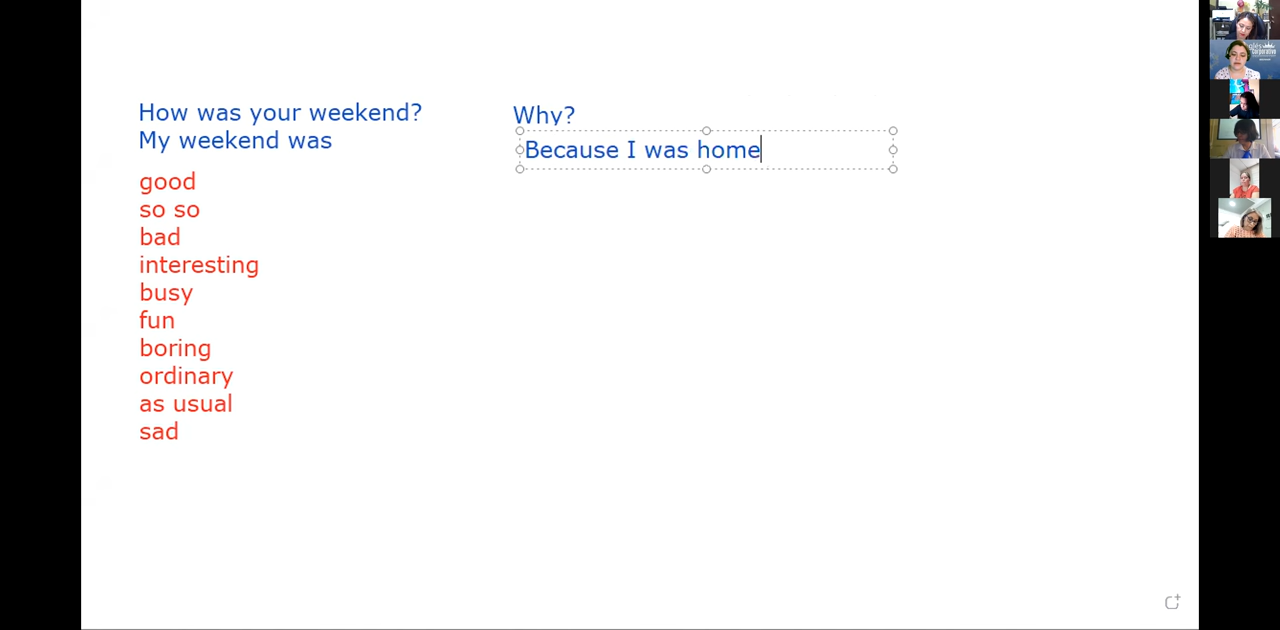 How was your weekend?
My weekend was
good
so so
bad
interesting
busy
fun
boring
ordinary
as usual
sad
Why?
Because I was home